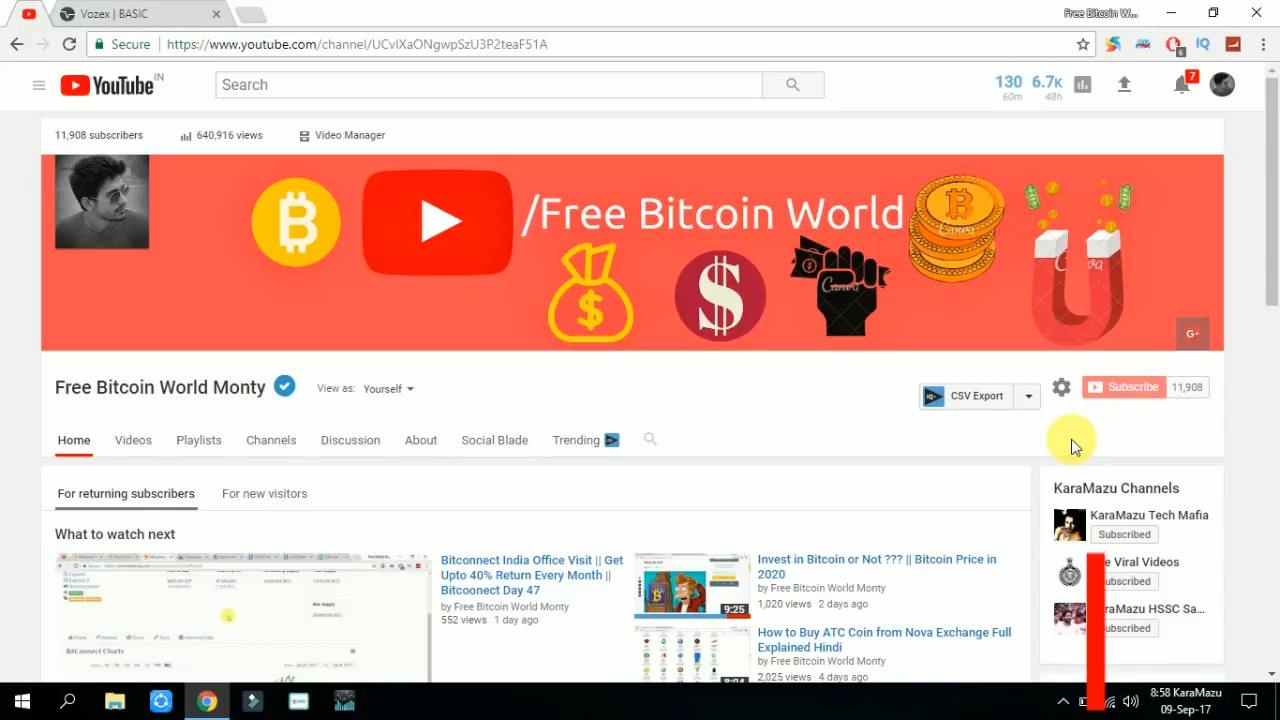 Vozex | BASIC
Free Bitcoin W...
Secure
https://www.youtube.com/channel/UCvIXaONgwpSzU3P2teaF51A
6
IQ
YouTube IN
Search
130
60m
6.7K
48h
7
11,908 subscribers
640,916 views
Video Manager
/Free Bitcoin World
Canva
Canva
G+
Free Bitcoin World Monty
View as:
Yourself
CSV Export
Subscribe
11,908
Home
Videos
Playlists
Channels
Discussion
About
Social Blade
Trending
For returning subscribers
For new visitors
What to watch next
BitConnect Charts
Bitconnect India Office Visit || Get
Upto 40% Return Every Month ||
Bitcoonect Day 47
by Free Bitcoin World Monty
552 views
1 day ago
9:25
Invest in Bitcoin or Not ??? || Bitcoin Price in
2020
by Free Bitcoin World Monty
1,020 views
2 days ago
How to Buy ATC Coin from Nova Exchange Full
Explained Hindi
by Free Bitcoin World Monty
2,025 views
4 days ago
KaraMazu Channels
KaraMazu Tech Mafia
Subscribed
Viral Videos
HSSC Sa...
8:58 KaraMazu
09-Sep-17